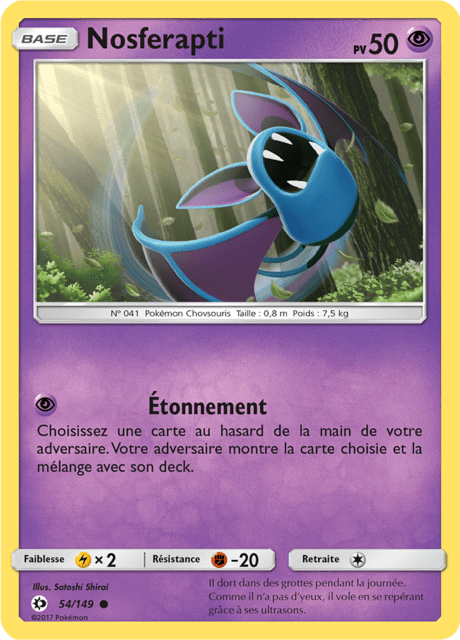 BASE Nosferapti PV 50
N° 041 Pokémon Chovsouris Taille : 0,8 m Poids : 7,5 kg
Étonnement
Choisissez une carte au hasard de la main de votre
adversaire. Votre adversaire montre la carte choisie et la
mélange avec son deck.
Faiblesse ×2 Résistance -20 Retraite
Illus. Satoshi Shirai
54/149
©2017 Pokémon
Il dort dans des grottes pendant la journée.
Comme il n'a pas d'yeux, il vole en se repérant
grâce à ses ultrasons.